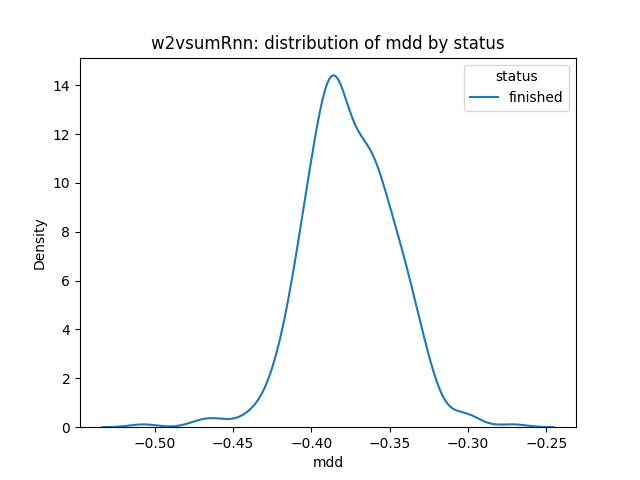 w2vsumRnn: distribution of mdd by status
status
finished
Density
14
12
10
8
6
4
2
0
−0.50
−0.45
−0.40
−0.35
−0.30
−0.25
mdd